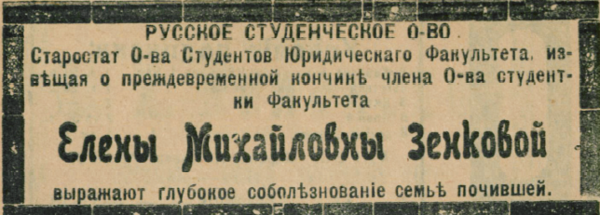 РУССКОЕ СТУДЕНЧЕСКОЕ О-ВО.
Старостат О-ва Студентов Юридическаго Факультета, из-
вѣщая о преждевременной кончинѣ члена О-ва студент-
ки Факультета
Елены Михайловны Зенковой
выражают глубокое соболѣзнованіе семьѣ почившей.